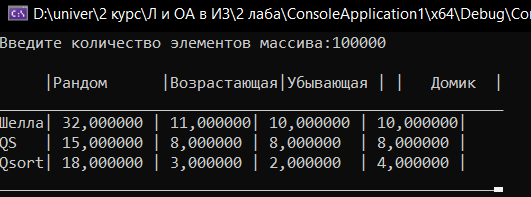 D:\univer\2 курс\Л и ОА в ИЗ\2 лаба\ConsoleApplication1\x64\Debug\Co
Введите количество элементов массива:100000
|Рандом |Возрастающая|Убывающая | | Домик |
Шелла| 32,000000 | 11,000000| 10,000000 | 10,000000|
QS | 15,000000 | 8,000000| 8,000000 | 8,000000 |
Qsort| 18,000000 | 3,000000 | 2,000000 | 4,000000 |